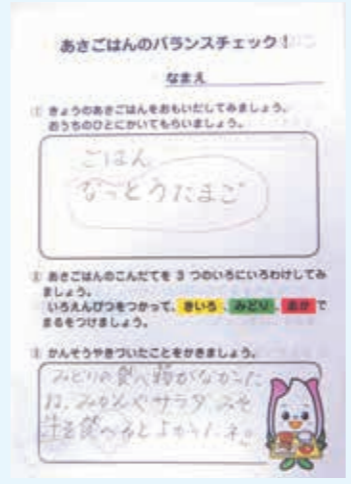 あさごはんのバランスチェック！
なまえ
① きょうのあさごはんをおもいだしてみましょう。
おうちのひとにかいてもらいましょう。
ごはん
なっとうたまご
② あさごはんのこんだてを 3 つのいろにいろわけしてみ
ましょう。
いろえんぴつをつかって、きいろ、みどり、あか で
まるをつけましょう。
③ かんそうやきづいたことをかきましょう。
みどりの食べ物がなかった
ね。みかんやサラダ、みそ
汁を食べるとよかったネ。